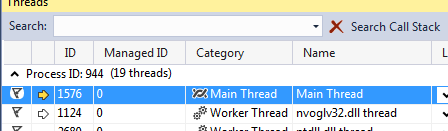 Threads
Search: Search Call Stack
ID Managed ID Category Name
Process ID: 944 (19 threads)
1576 0 Main Thread Main Thread
1124 0 Worker Thread nvoglv32.dll thread
2680 0 Worker Thread ntdll.dll thread